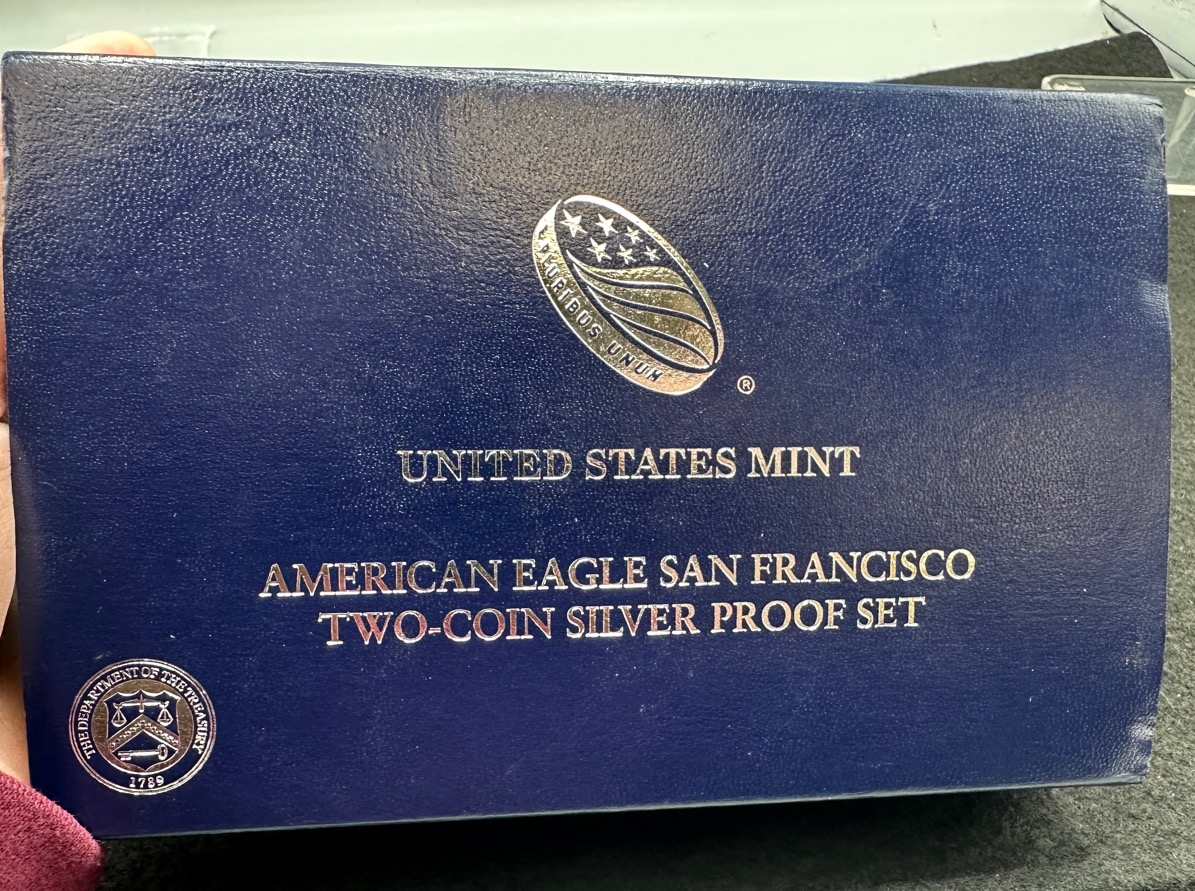 E PLURIBUS UNUM
®
UNITED STATES MINT
AMERICAN EAGLE SAN FRANCISCO
TWO-COIN SILVER PROOF SET
THE DEPARTMENT OF THE TREASURY
1789